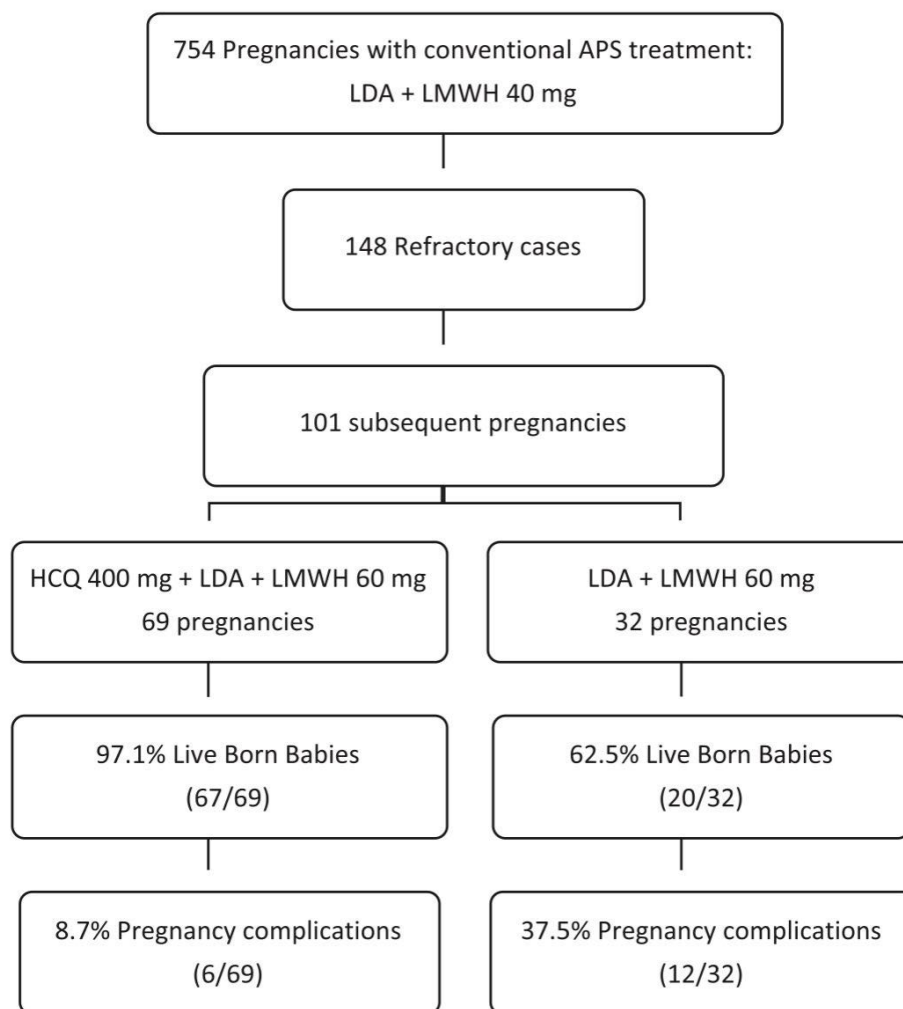 754 Pregnancies with conventional APS treatment:
LDA + LMWH 40 mg
148 Refractory cases
101 subsequent pregnancies
HCQ 400 mg + LDA + LMWH 60 mg
69 pregnancies
LDA + LMWH 60 mg
32 pregnancies
97.1% Live Born Babies
(67/69)
62.5% Live Born Babies
(20/32)
8.7% Pregnancy complications
(6/69)
37.5% Pregnancy complications
(12/32)